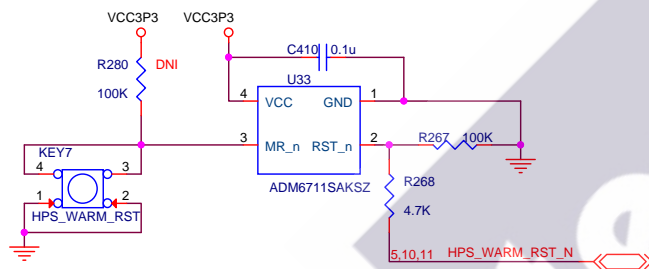 VCC3P3 VCC3P3
R280 DNI
100K
C410 0.1u
U33
4 VCC GND 1
3 MR_n RST_n 2
ADM6711SAKSZ
R267 100K
KEY7
4 3
1 2
HPS_WARM_RST
R268
4.7K
5,10,11 HPS_WARM_RST_N